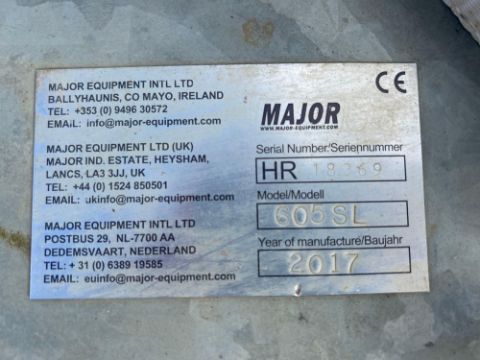 MAJOR EQUIPMENT INTL LTD
BALLYHAUNIS, CO MAYO, IRELAND
TEL: +353 (0) 9496 30572
EMAIL: info@major-equipment.com
MAJOR EQUIPMENT LTD (UK)
MAJOR IND. ESTATE, HEYSHAM,
LANCS, LA3 3JJ, UK
TEL: +44 (0) 1524 850501
EMAIL: ukinfo@major-equipment.com
MAJOR EQUIPMENT INTL LTD
POSTBUS 29, NL-7700 AA
DEDEMSVAART, NEDERLAND
TEL: + 31 (0) 6389 19585
EMAIL: euinfo@major-equipment.com
CE
MAJOR
WWW.MAJOR-EQUIPMENT.COM
Serial Number/Seriennummer
HR 18269
Model/Modell
605SL
Year of manufacture/Baujahr
2017